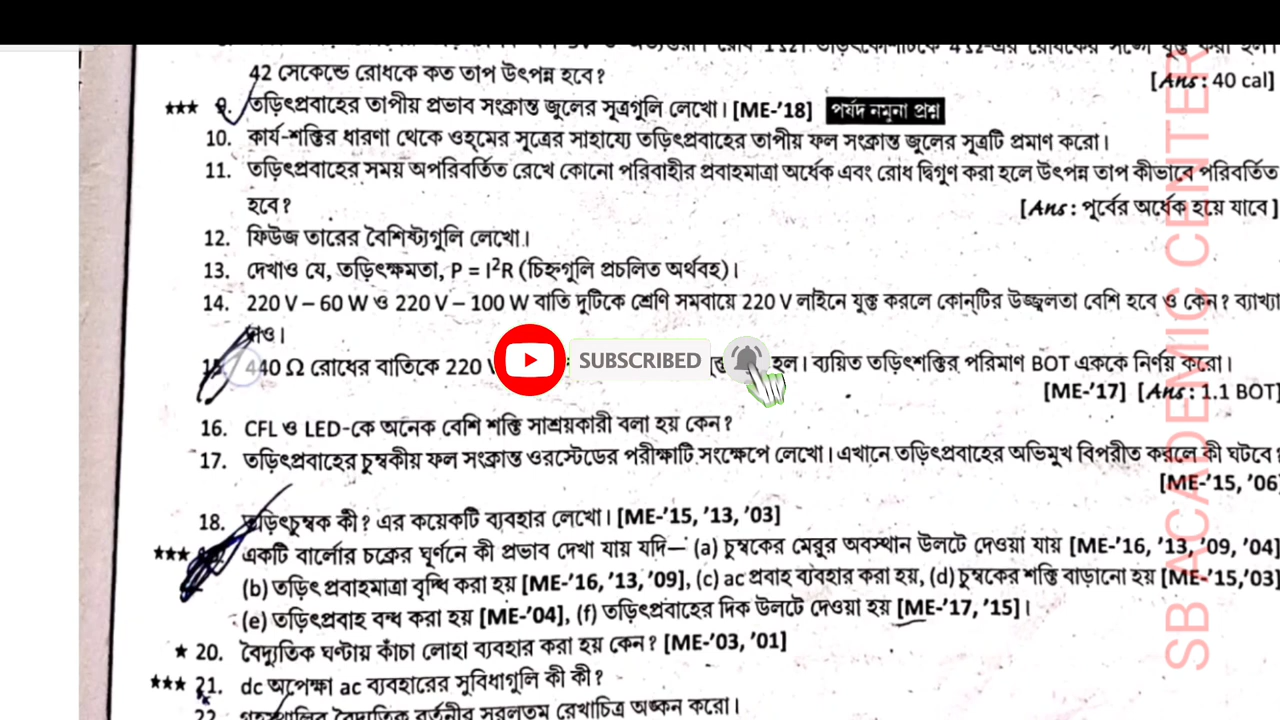 42 সেকেন্ডে রোধকে কত তাপ উৎপন্ন হবে? [Ans : 40 cal]
★★★ 9. তড়িৎপ্রবাহের তাপীয় প্রভাব সংক্রান্ত জুলের সূত্রগুলি লেখো। [ME-'18] পর্ষদ নমুনা প্রশ্ন
10. কার্য-শক্তির ধারণা থেকে ওহমের সূত্রের সাহায্যে তড়িৎপ্রবাহের তাপীয় ফল সংক্রান্ত জুলের সূত্রটি প্রমাণ করো।
11. তড়িৎপ্রবাহের সময় অপরিবর্তিত রেখে কোনো পরিবাহীর প্রবাহমাত্রা অর্ধেক এবং রোধ দ্বিগুণ করা হলে উৎপন্ন তাপ কীভাবে পরিবর্তিত
হবে? [Ans : পূর্বের অর্ধেক হয়ে যাবে]
12. ফিউজ তারের বৈশিষ্ট্যগুলি লেখো।
13. দেখাও যে, তড়িৎক্ষমতা, P = I²R (চিহ্নগুলি প্রচলিত অর্থবহ)।
14. 220 V – 60 W ও 220 V – 100 W বাতি দুটিকে শ্রেণি সমবায়ে 220 V লাইনে যুক্ত করলে কোন্‌টির উজ্জ্বলতা বেশি হবে ও কেন? ব্যাখ্যা
দাও।
15. 440 Ω রোধের বাতিকে 220 V হল। ব্যয়িত তড়িৎশক্তির পরিমাণ BOT এককে নির্ণয় করো।
SUBSCRIBED
[ME-'17] [Ans : 1.1 BOT]
16. CFL ও LED-কে অনেক বেশি শক্তি সাশ্রয়কারী বলা হয় কেন?
17. তড়িৎপ্রবাহের চুম্বকীয় ফল সংক্রান্ত ওরস্টেডের পরীক্ষাটি সংক্ষেপে লেখো। এখানে তড়িৎপ্রবাহের অভিমুখ বিপরীত করলে কী ঘটবে?
[ME-'15, '06]
18. তড়িৎচুম্বক কী? এর কয়েকটি ব্যবহার লেখো। [ME-'15, '13, '03]
★★★ একটি বার্লোর চক্রের ঘূর্ণনে কী প্রভাব দেখা যায় যদি— (a) চুম্বকের মেরুর অবস্থান উলটে দেওয়া যায় [ME-'16, '13, '09, '04]
(b) তড়িৎ প্রবাহমাত্রা বৃদ্ধি করা হয় [ME-'16, '13, '09], (c) ac প্রবাহ ব্যবহার করা হয়, (d) চুম্বকের শক্তি বাড়ানো হয় [ME-'15,'03]
(e) তড়িৎপ্রবাহ বন্ধ করা হয় [ME-'04], (f) তড়িৎপ্রবাহের দিক উলটে দেওয়া হয় [ME-'17, '15]।
★ 20. বৈদ্যুতিক ঘণ্টায় কাঁচা লোহা ব্যবহার করা হয় কেন? [ME-'03, '01]
★★★ 21. dc অপেক্ষা ac ব্যবহারের সুবিধাগুলি কী কী?
22. বৈদ্যুতিক বর্তনীর সরলতম রেখাচিত্র অঙ্কন করো।
SB ACADEMIC CENTER